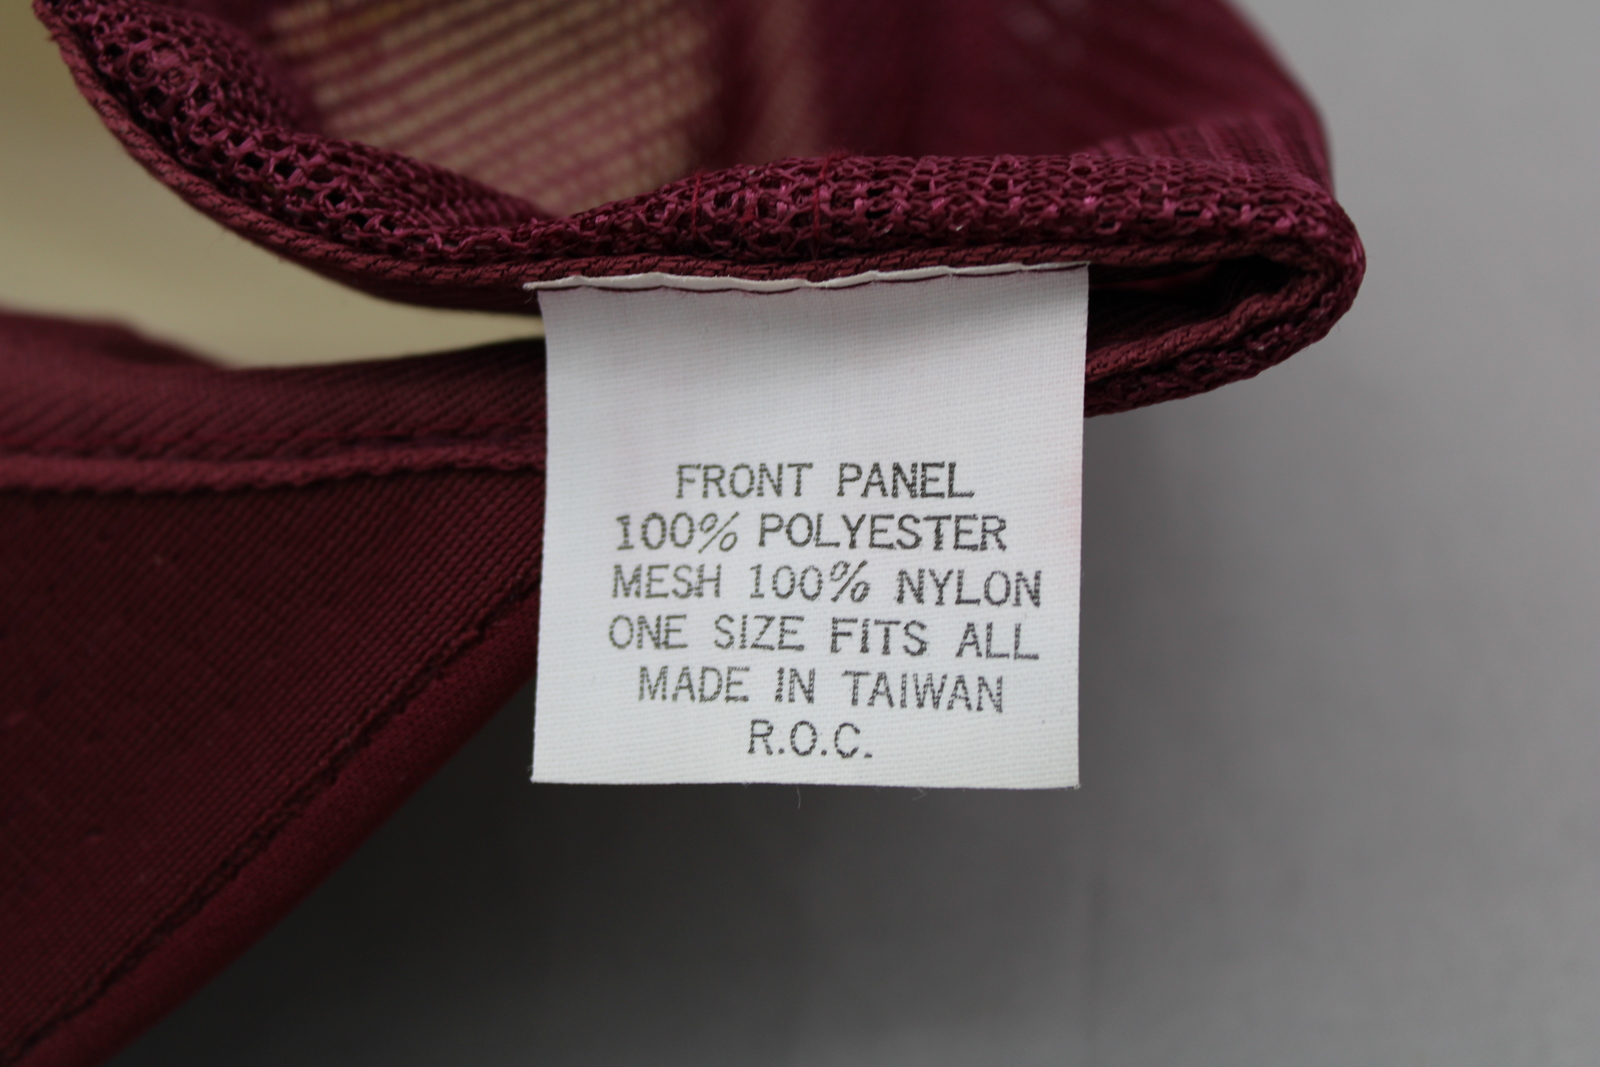 FRONT PANEL
100% POLYESTER
MESH 100% NYLON
ONE SIZE FITS ALL
MADE IN TAIWAN
R.O.C.